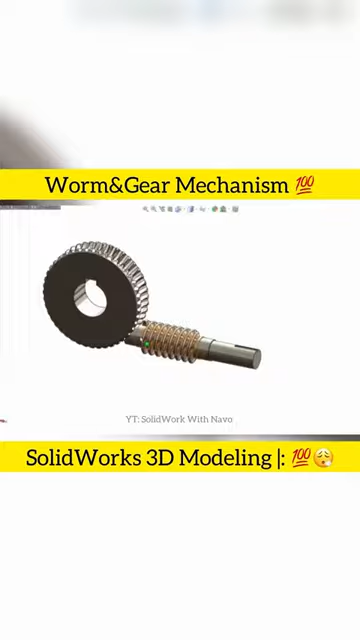 Worm&Gear Mechanism 💯
YT: SolidWork With Navo
SolidWorks 3D Modeling |: 💯😮‍💨